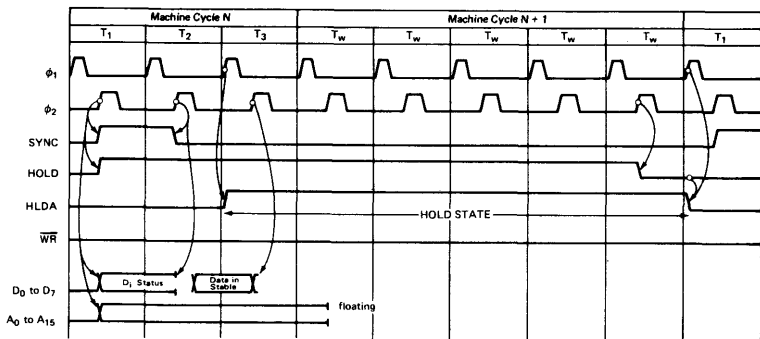 Machine Cycle N Machine Cycle N + 1
T1 T2 T3 Tw Tw Tw Tw Tw T1
ϕ1
ϕ2
SYNC
HOLD
HLDA
HOLD STATE
WR
D0 to D7
Di Status
Data in
Stable
floating
A0 to A15